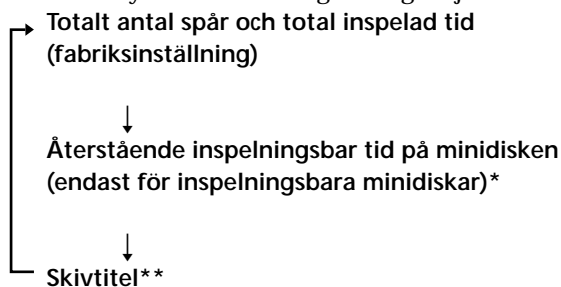 Totalt antal spår och total inspelad tid
(fabriksinställning)
Återstående inspelningsbar tid på minidisken
(endast för inspelningsbara minidiskar)*
Skivtitel**